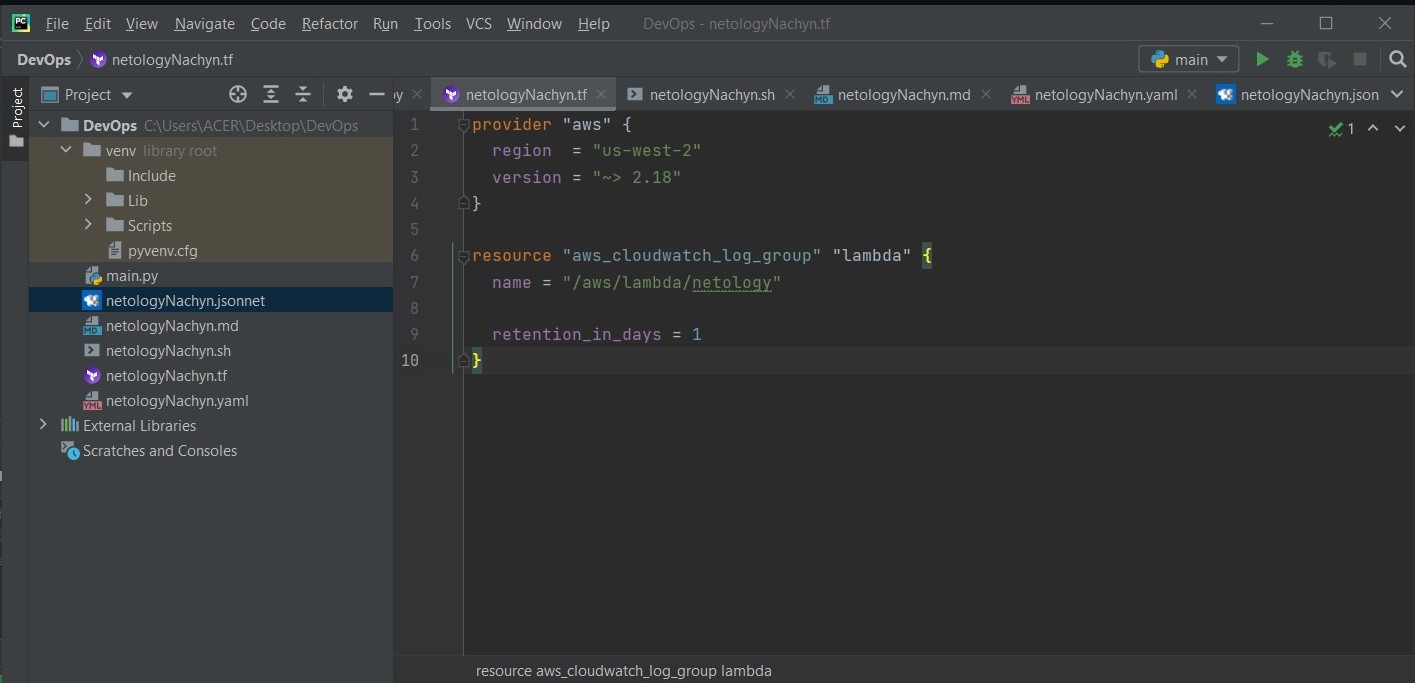 PC File Edit View Navigate Code Refactor Run Tools VCS Window Help DevOps - netologyNachyn.tf
DevOps netologyNachyn.tf main
Project
Project
y netologyNachyn.tf netologyNachyn.sh netologyNachyn.md netologyNachyn.yaml netologyNachyn.json
DevOps C:\Users\ACER\Desktop\DevOps
venv library root
Include
Lib
Scripts
pyvenv.cfg
main.py
netologyNachyn.jsonnet
MD netologyNachyn.md
netologyNachyn.sh
netologyNachyn.tf
YML netologyNachyn.yaml
External Libraries
Scratches and Consoles
1 provider "aws" {
2 region  = "us-west-2"
3 version = "~> 2.18"
4 }
5
6 resource "aws_cloudwatch_log_group" "lambda" {
7 name = "/aws/lambda/netology"
8
9 retention_in_days = 1
10 }
1
resource aws_cloudwatch_log_group lambda